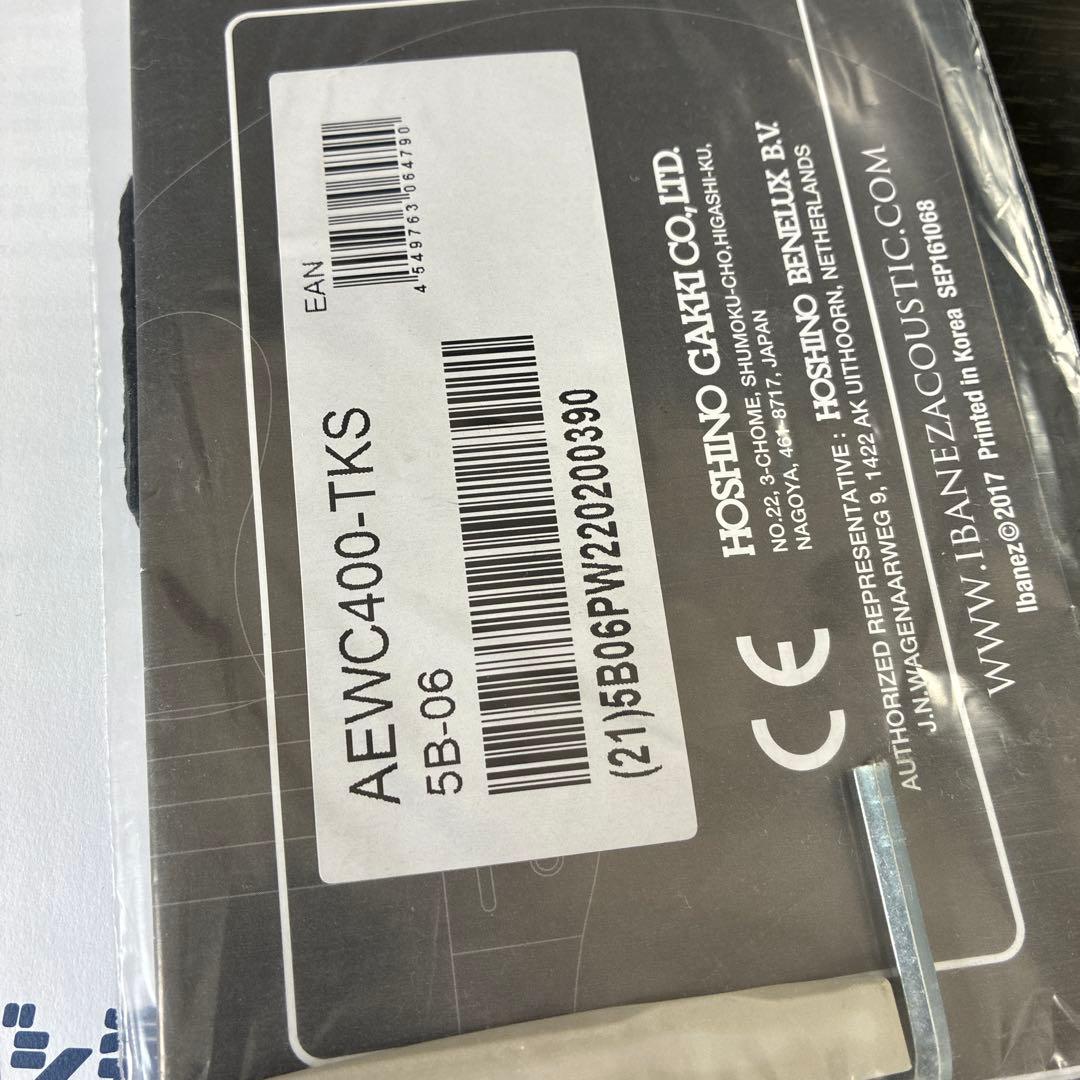 EAN
4 549763 064790
AEWC400-TKS
5B-06
(21)5B06PW220200390
HOSHINO GAKKI CO.,LTD.
NO.22, 3-CHOME, SHUMOKU-CHO,HIGASHI-KU,
NAGOYA, 461-8717, JAPAN
CE
AUTHORIZED REPRESENTATIVE : HOSHINO BENELUX B.V.
J.N.WAGENAARWEG 9, 1422 AK UITHOORN, NETHERLANDS
WWW.IBANEZACOUSTIC.COM
Ibanez©2017 Printed in Korea SEP161068